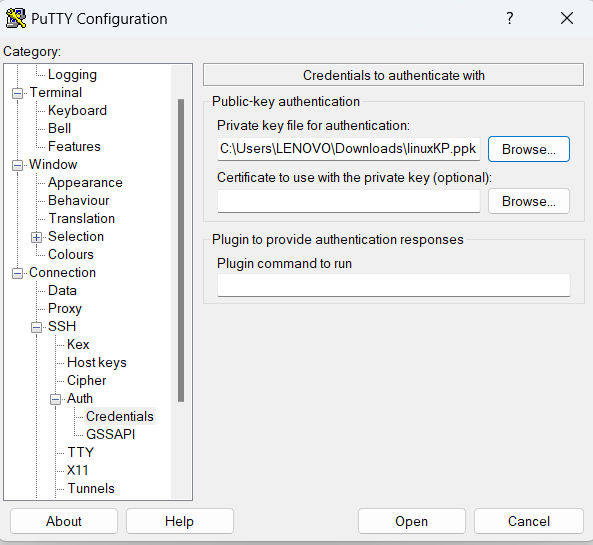 PuTTY Configuration
?
Category:
Logging
Terminal
Keyboard
Bell
Features
Window
Appearance
Behaviour
Translation
Selection
Colours
Connection
Data
Proxy
SSH
Kex
Host keys
Cipher
Auth
Credentials
GSSAPI
TTY
X11
Tunnels
Credentials to authenticate with
Public-key authentication
Private key file for authentication:
C:\Users\LENOVO\Downloads\linuxKP.ppk
Browse...
Certificate to use with the private key (optional):
Browse...
Plugin to provide authentication responses
Plugin command to run
About
Help
Open
Cancel